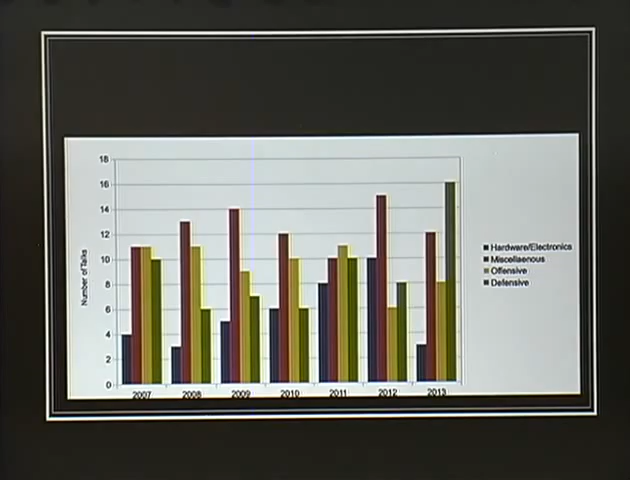 18
16
14
12
10
8
6
4
2
0
Number of Talks
2007 2008 2009 2010 2011 2012 2013
Hardware/Electronics
Miscellaenous
Offensive
Defensive